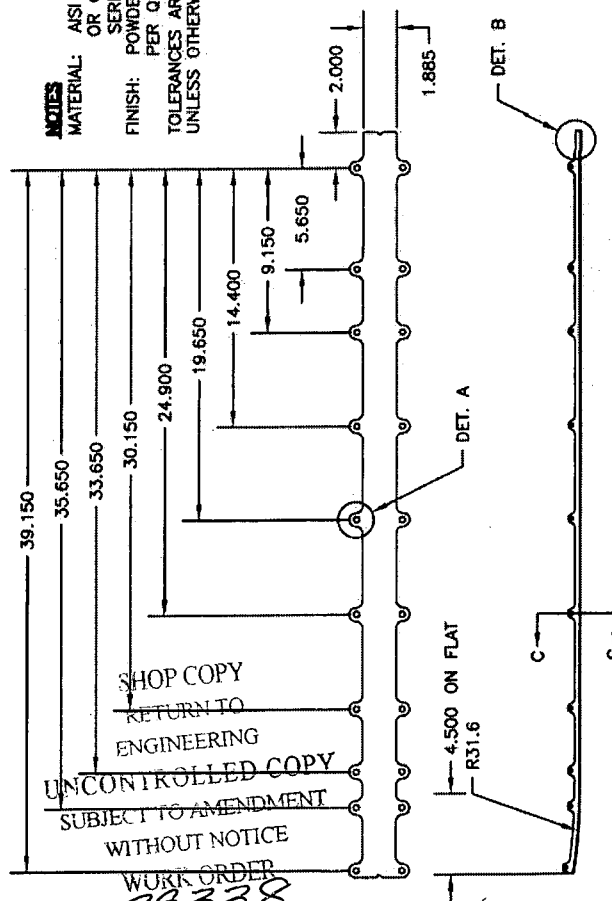 NOTES
MATERIAL: AISI
OR
SERI
FINISH: POWDE
PER Q
TOLERANCES AR
UNLESS OTHERW
39.150
35.650
33.650
30.150
24.900
19.650
14.400
9.150
5.650
2.000
1.885
DET. A
DET. B
4.500 ON FLAT
R31.6
C
SHOP COPY
RETURN TO
ENGINEERING
UNCONTROLLED COPY
SUBJECT TO AMENDMENT
WITHOUT NOTICE
WORK ORDER